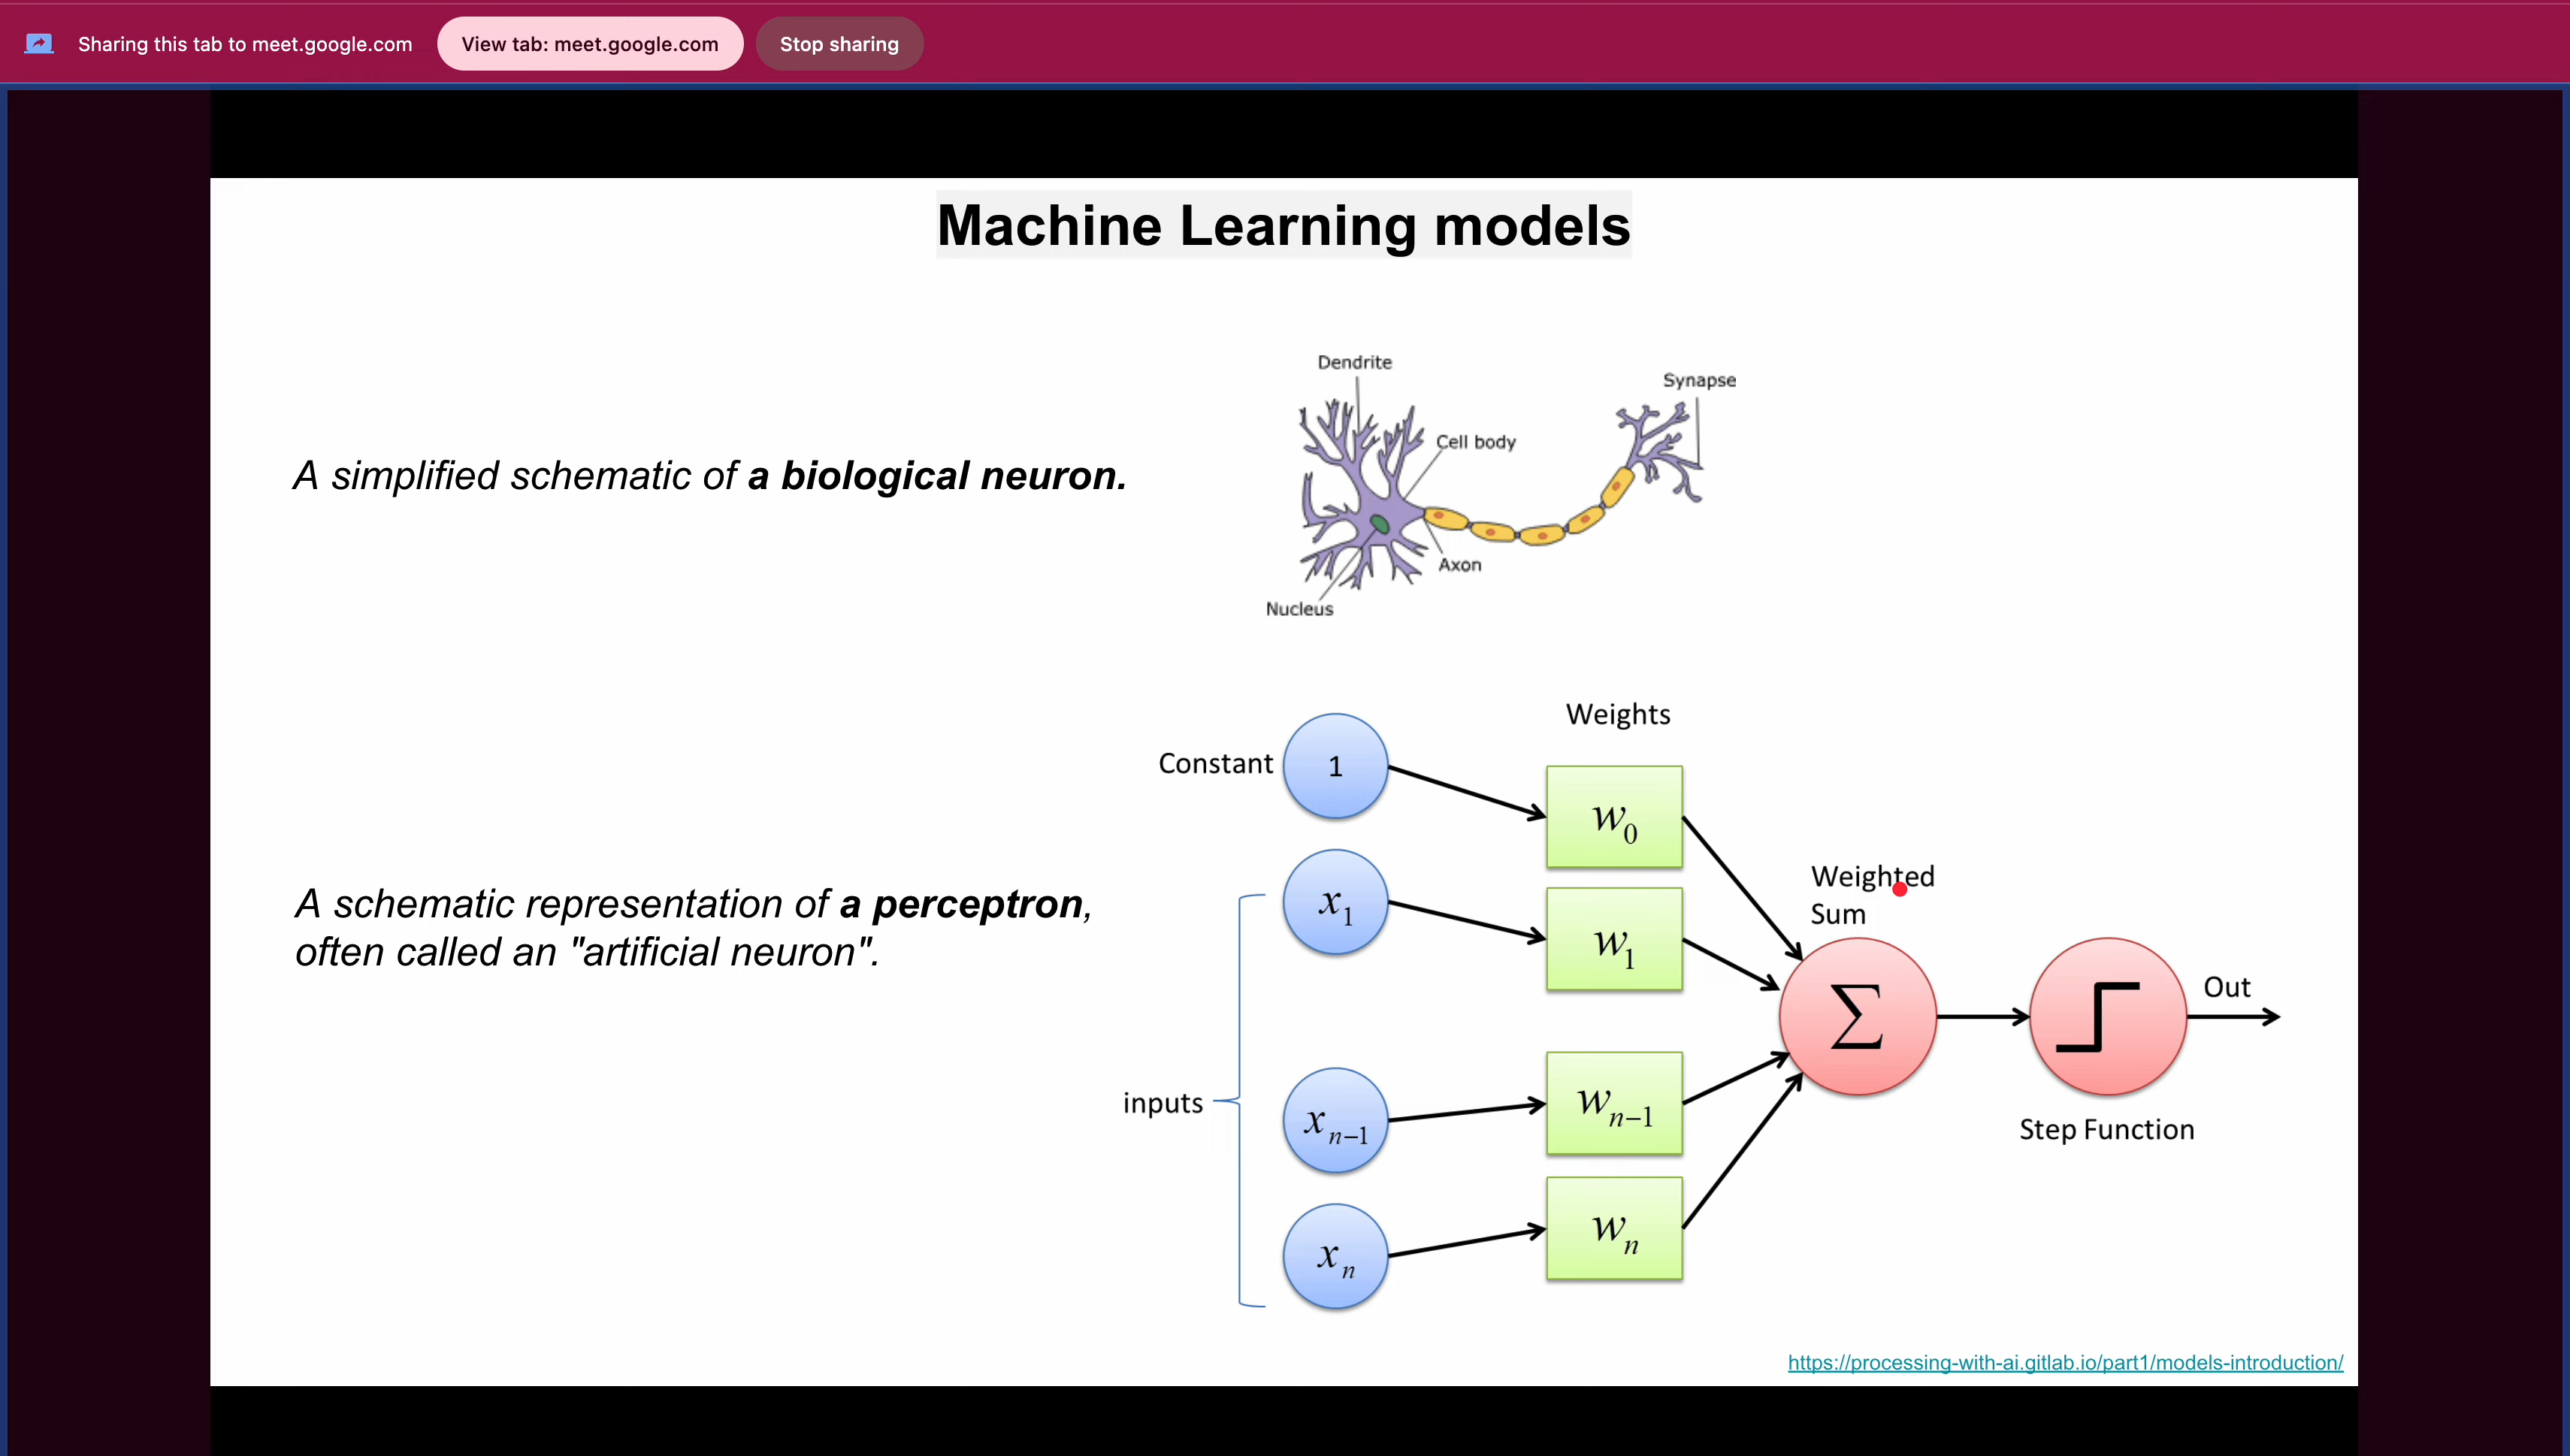 Sharing this tab to meet.google.com
View tab: meet.google.com
Stop sharing
Machine Learning models
Dendrite
Synapse
Cell body
A simplified schematic of a biological neuron.
Axon
Nucleus
Weights
Constant
1
w0
Weighted
Sum
x1
w1
A schematic representation of a perceptron,
often called an "artificial neuron".
Σ
Out
inputs
xn−1
wn−1
Step Function
xn
wn
https://processing-with-ai.gitlab.io/part1/models-introduction/